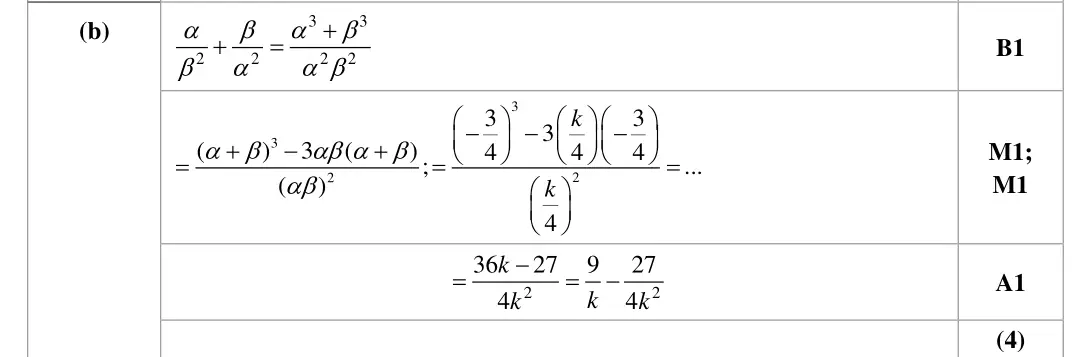 (b) α/β² + β/α² = (α³ + β³)/(α²β²) B1
= ((α + β)³ − 3αβ(α + β))/(αβ)² ; = ((−3/4)³ − 3(k/4)(−3/4))/(k/4)² = ... M1; M1
= (36k − 27)/(4k²) = 9/k − 27/(4k²) A1
(4)